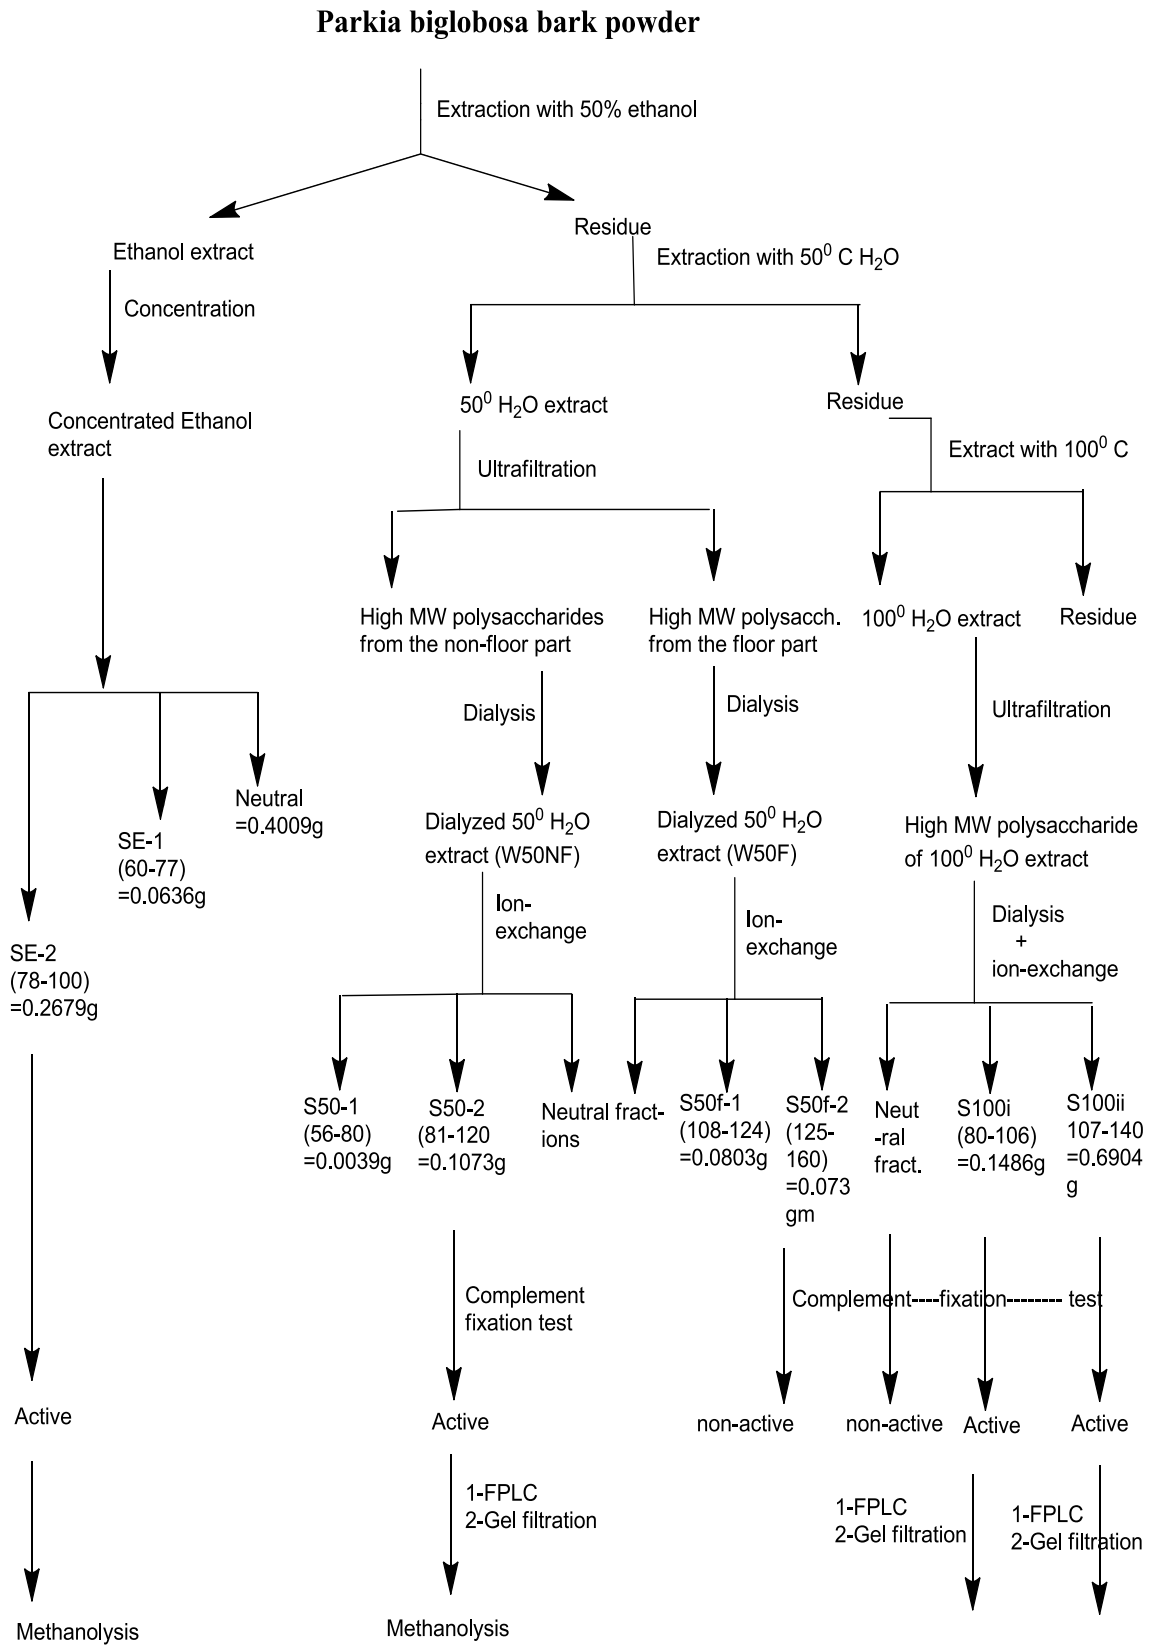 Parkia biglobosa bark powder
Extraction with 50% ethanol
Ethanol extract
Residue
Extraction with 50⁰ C H₂O
Concentration
Concentrated Ethanol
extract
50⁰ H₂O extract
Residue
Ultrafiltration
Extract with 100⁰ C
High MW polysaccharides
from the non-floor part
High MW polysacch.
from the floor part
100⁰ H₂O extract
Residue
Dialysis
Dialysis
Ultrafiltration
Neutral
=0.4009g
SE-1
(60-77)
=0.0636g
SE-2
(78-100)
=0.2679g
Dialyzed 50⁰ H₂O
extract (W50NF)
Dialyzed 50⁰ H₂O
extract (W50F)
High MW polysaccharide
of 100⁰ H₂O extract
Ion-
exchange
Ion-
exchange
Dialysis
+
ion-exchange
S50-1
(56-80)
=0.0039g
S50-2
(81-120
=0.1073g
Neutral fract-
ions
S50f-1
(108-124)
=0.0803g
S50f-2
(125-
160)
=0.073
gm
Neut
-ral
fract.
S100i
(80-106)
=0.1486g
S100ii
107-140
=0.6904
g
Complement
fixation test
Complement----fixation-------- test
Active
Active
non-active
non-active
Active
Active
1-FPLC
2-Gel filtration
1-FPLC
2-Gel filtration
1-FPLC
2-Gel filtration
Methanolysis
Methanolysis